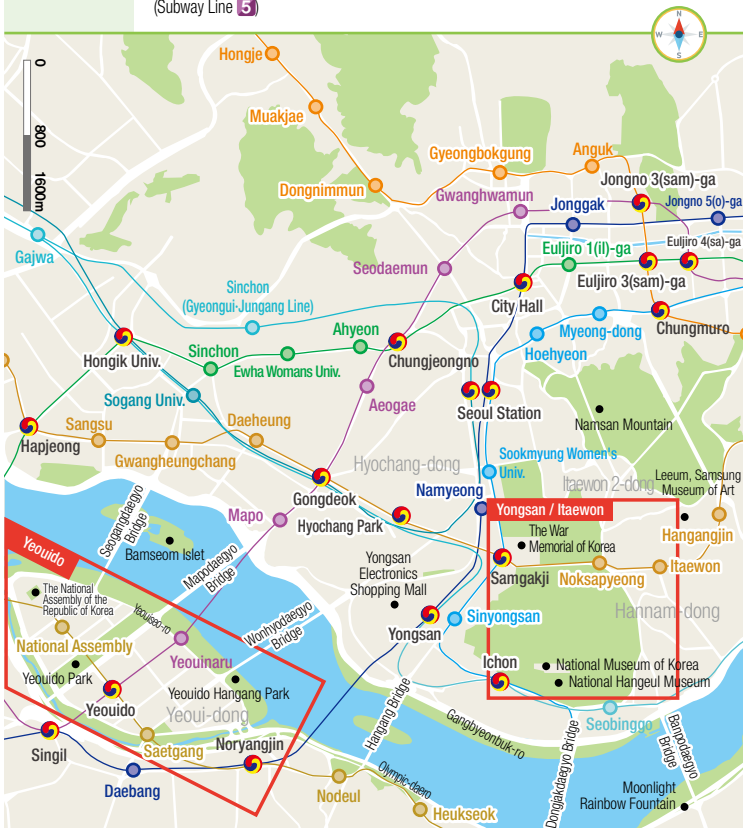 (Subway Line 5)
N
W
E
S
0
800
1600m
Hongje
Muakjae
Dongnimmun
Gyeongbokgung
Anguk
Jongno 3(sam)-ga
Gwanghwamun
Jonggak
Jongno 5(o)-ga
Gajwa
Seodaemun
Euljiro 1(il)-ga
Euljiro 4(sa)-ga
Euljiro 3(sam)-ga
Sinchon
(Gyeongui-Jungang Line)
City Hall
Chungmuro
Myeong-dong
Hoehyeon
Ahyeon
Hongik Univ.
Sinchon
Ewha Womans Univ.
Chungjeongno
Sogang Univ.
Aeogae
Seoul Station
Namsan Mountain
Sangsu
Daeheung
Hapjeong
Gwangheungchang
Hyochang-dong
Sookmyung Women's
Univ.
Itaewon 2-dong
Leeum, Samsung
Museum of Art
Gongdeok
Namyeong
Yongsan / Itaewon
Hyochang Park
Mapo
Seogangdaegyo
Bridge
Hangangjin
Yeouido
Bamseom Islet
Mapodaegyo
Bridge
The War
Memorial of Korea
Samgakji
Noksapyeong
Itaewon
Yongsan
Electronics
Shopping Mall
The National
Assembly of the
Republic of Korea
Yeouiseo-ro
Wonhyodaegyo
Bridge
Hannam-dong
National Assembly
Yeouinaru
Yongsan
Sinyongsan
Yeouido Park
Ichon
National Museum of Korea
National Hangeul Museum
Yeouido
Yeouido Hangang Park
Yeoui-dong
Hangang Bridge
Gangbyeonbuk-ro
Seobinggo
Banpodaegyo
Bridge
Singil
Saetgang
Noryangjin
Dongjakdaegyo Bridge
Daebang
Nodeul
Olympic-daero
Heukseok
Moonlight
Rainbow Fountain